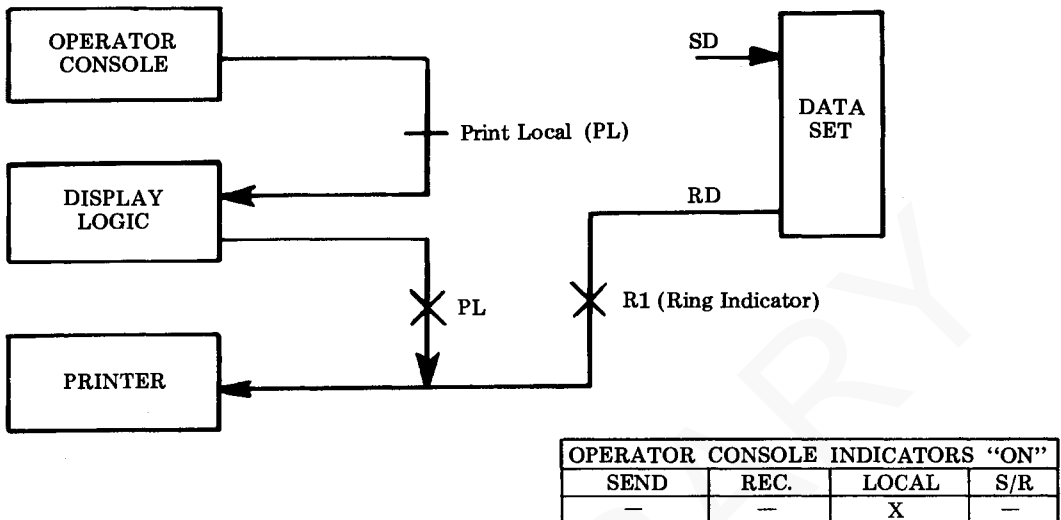 OPERATOR
CONSOLE
SD
DATA
SET
Print Local (PL)
DISPLAY
LOGIC
RD
PL
R1 (Ring Indicator)
PRINTER
OPERATOR CONSOLE INDICATORS “ON”
SEND REC. LOCAL S/R
— — X —